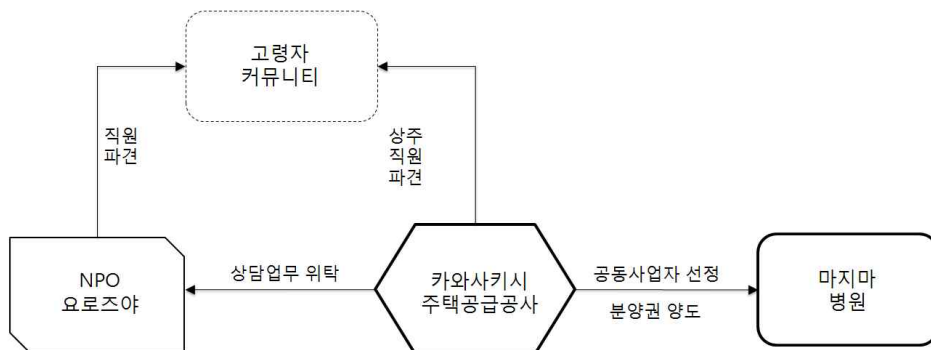 고령자
커뮤니티
직원
파견
상주
직원
파견
NPO
요로즈야
상담업무 위탁
카와사키시
주택공급공사
공동사업자 선정
분양권 양도
마지마
병원